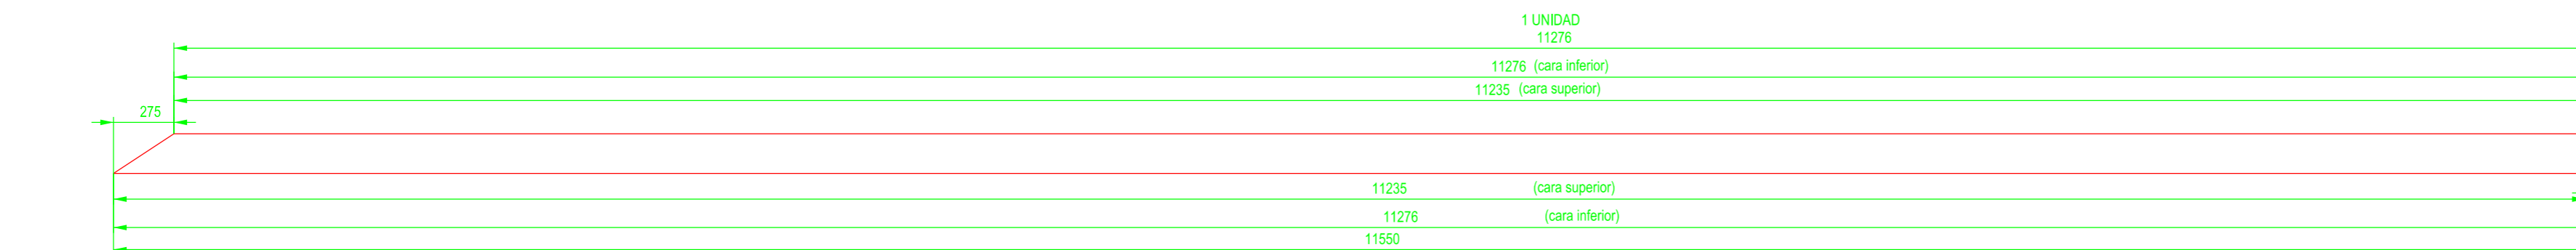 1 UNIDAD
11276
11276 (cara inferior)
11235 (cara superior)
275
11235 (cara superior)
11276 (cara inferior)
11550